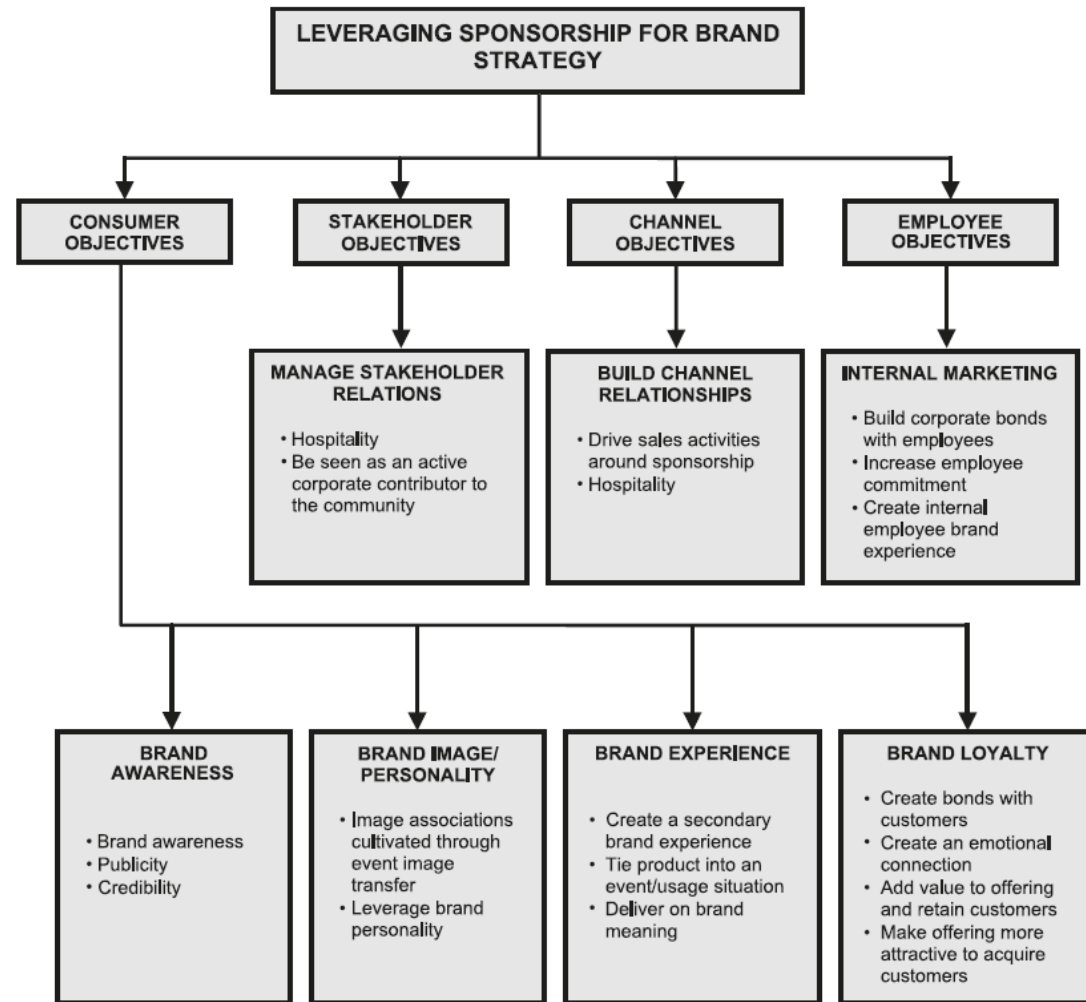 LEVERAGING SPONSORSHIP FOR BRAND
STRATEGY
CONSUMER
OBJECTIVES
STAKEHOLDER
OBJECTIVES
CHANNEL
OBJECTIVES
EMPLOYEE
OBJECTIVES
MANAGE STAKEHOLDER
RELATIONS
• Hospitality
• Be seen as an active
corporate contributor to
the community
BUILD CHANNEL
RELATIONSHIPS
• Drive sales activities
around sponsorship
• Hospitality
INTERNAL MARKETING
• Build corporate bonds
with employees
• Increase employee
commitment
• Create internal
employee brand
experience
BRAND
AWARENESS
• Brand awareness
• Publicity
• Credibility
BRAND IMAGE/
PERSONALITY
• Image associations
cultivated through
event image
transfer
• Leverage brand
personality
BRAND EXPERIENCE
• Create a secondary
brand experience
• Tie product into an
event/usage situation
• Deliver on brand
meaning
BRAND LOYALTY
• Create bonds with
customers
• Create an emotional
connection
• Add value to offering
and retain customers
• Make offering more
attractive to acquire
customers